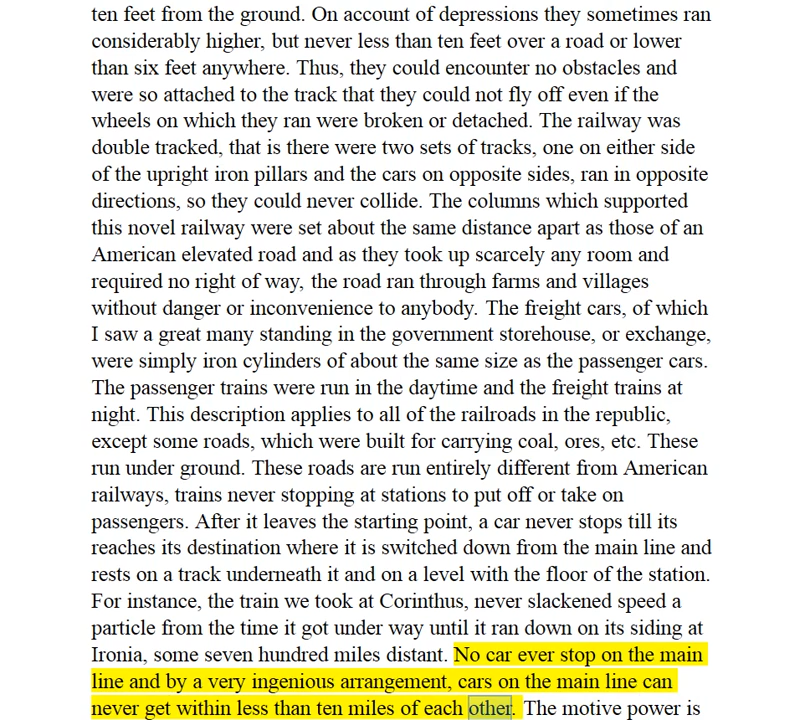 ten feet from the ground. On account of depressions they sometimes ran
considerably higher, but never less than ten feet over a road or lower
than six feet anywhere. Thus, they could encounter no obstacles and
were so attached to the track that they could not fly off even if the
wheels on which they ran were broken or detached. The railway was
double tracked, that is there were two sets of tracks, one on either side
of the upright iron pillars and the cars on opposite sides, ran in opposite
directions, so they could never collide. The columns which supported
this novel railway were set about the same distance apart as those of an
American elevated road and as they took up scarcely any room and
required no right of way, the road ran through farms and villages
without danger or inconvenience to anybody. The freight cars, of which
I saw a great many standing in the government storehouse, or exchange,
were simply iron cylinders of about the same size as the passenger cars.
The passenger trains were run in the daytime and the freight trains at
night. This description applies to all of the railroads in the republic,
except some roads, which were built for carrying coal, ores, etc. These
run under ground. These roads are run entirely different from American
railways, trains never stopping at stations to put off or take on
passengers. After it leaves the starting point, a car never stops till its
reaches its destination where it is switched down from the main line and
rests on a track underneath it and on a level with the floor of the station.
For instance, the train we took at Corinthus, never slackened speed a
particle from the time it got under way until it ran down on its siding at
Ironia, some seven hundred miles distant. No car ever stop on the main
line and by a very ingenious arrangement, cars on the main line can
never get within less than ten miles of each other. The motive power is